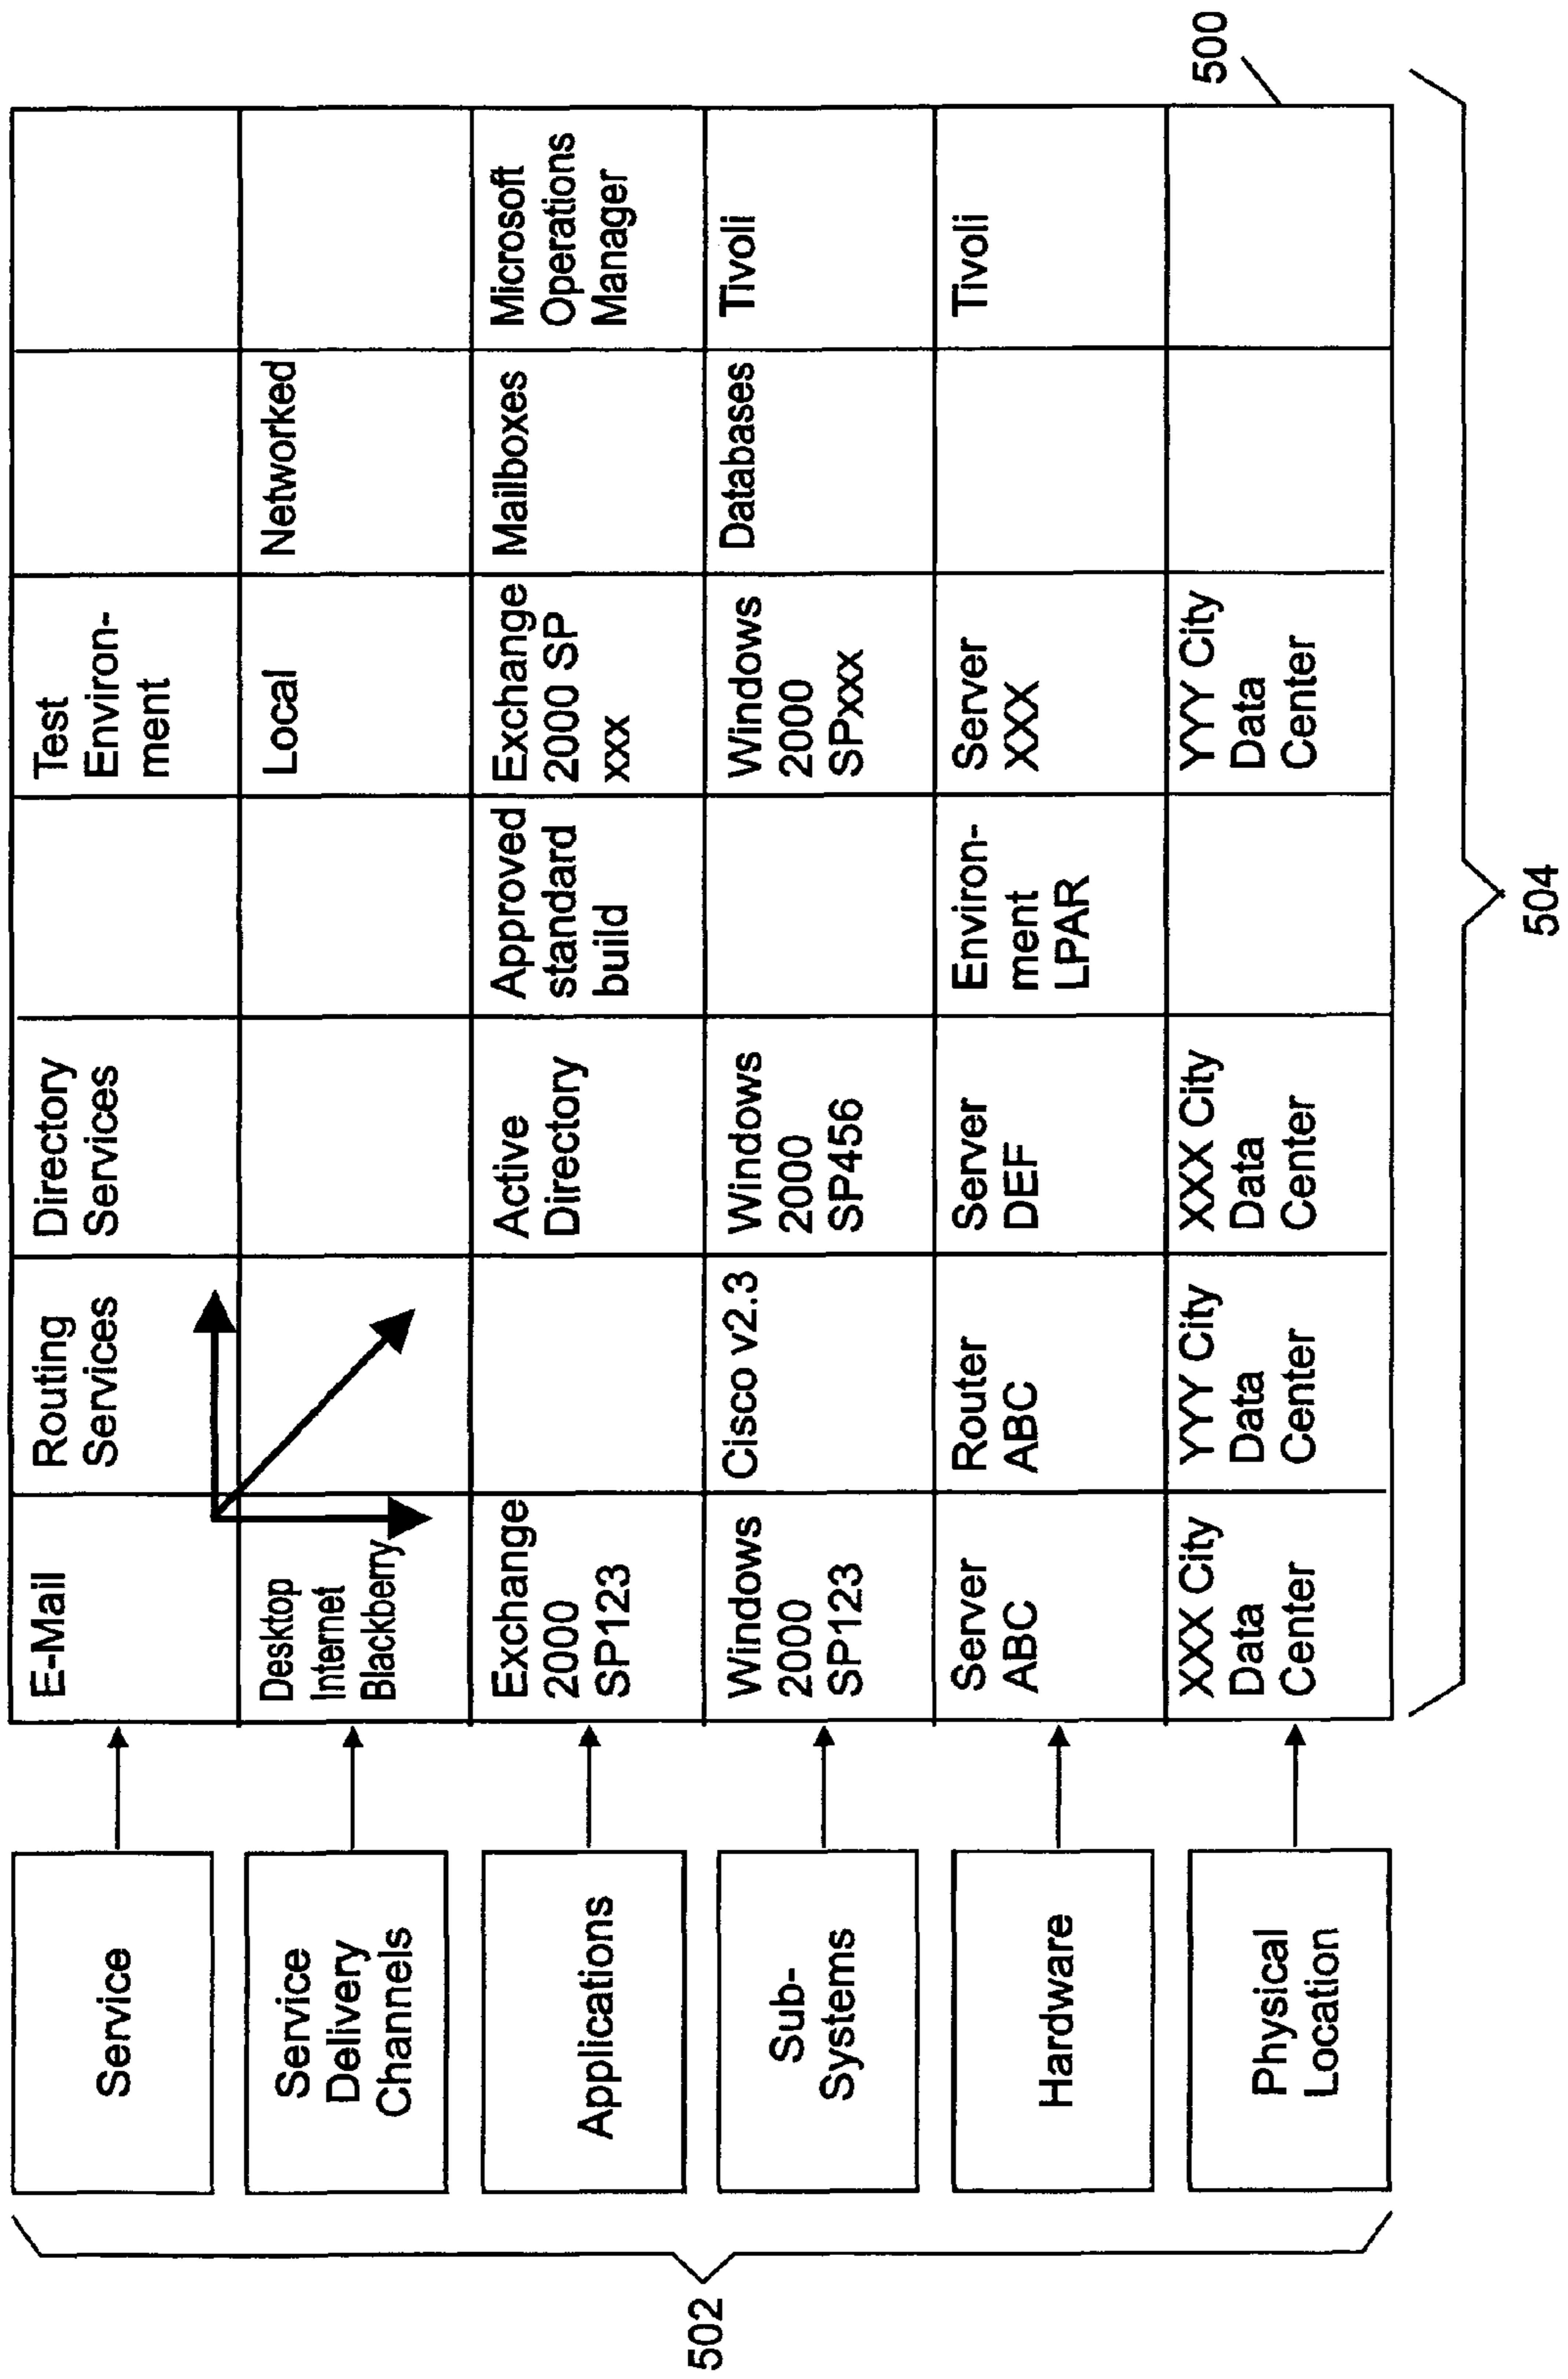 Service
E-Mail
Routing
Services
Directory
Services
Test
Environ-
ment
Service
Delivery
Channels
Desktop
Internet
Blackberry
Local
Networked
Applications
Exchange
2000
SP123
Active
Directory
Approved
standard
build
Exchange
2000 SP
xxx
Mailboxes
Microsoft
Operations
Manager
Sub-
Systems
Windows
2000
SP123
Cisco v2.3
Windows
2000
SP456
Windows
2000
SPxxx
Databases
Tivoli
Hardware
Server
ABC
Router
ABC
Server
DEF
Environ-
ment
LPAR
Server
XXX
Tivoli
Physical
Location
XXX City
Data
Center
YYY City
Data
Center
XXX City
Data
Center
YYY City
Data
Center
500
502
504